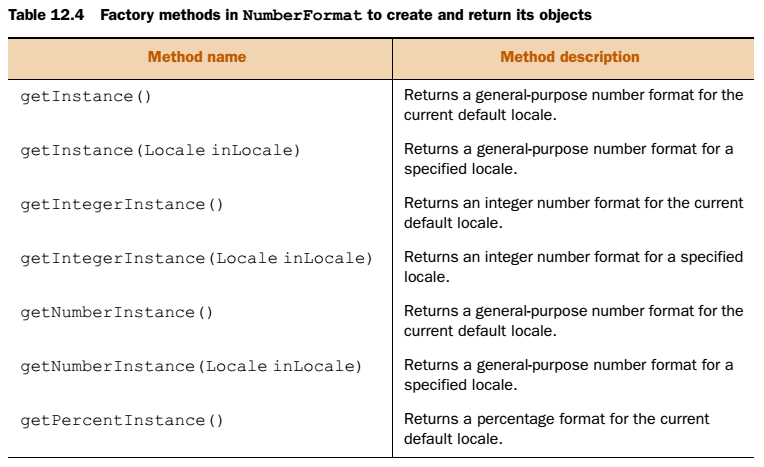 Table 12.4 Factory methods in NumberFormat to create and return its objects
Method name
Method description
getInstance()
Returns a general-purpose number format for the
current default locale.
getInstance(Locale inLocale)
Returns a general-purpose number format for a
specified locale.
getIntegerInstance()
Returns an integer number format for the current
default locale.
getIntegerInstance(Locale inLocale)
Returns an integer number format for a specified
locale.
getNumberInstance()
Returns a general-purpose number format for the
current default locale.
getNumberInstance(Locale inLocale)
Returns a general-purpose number format for a
specified locale.
getPercentInstance()
Returns a percentage format for the current
default locale.